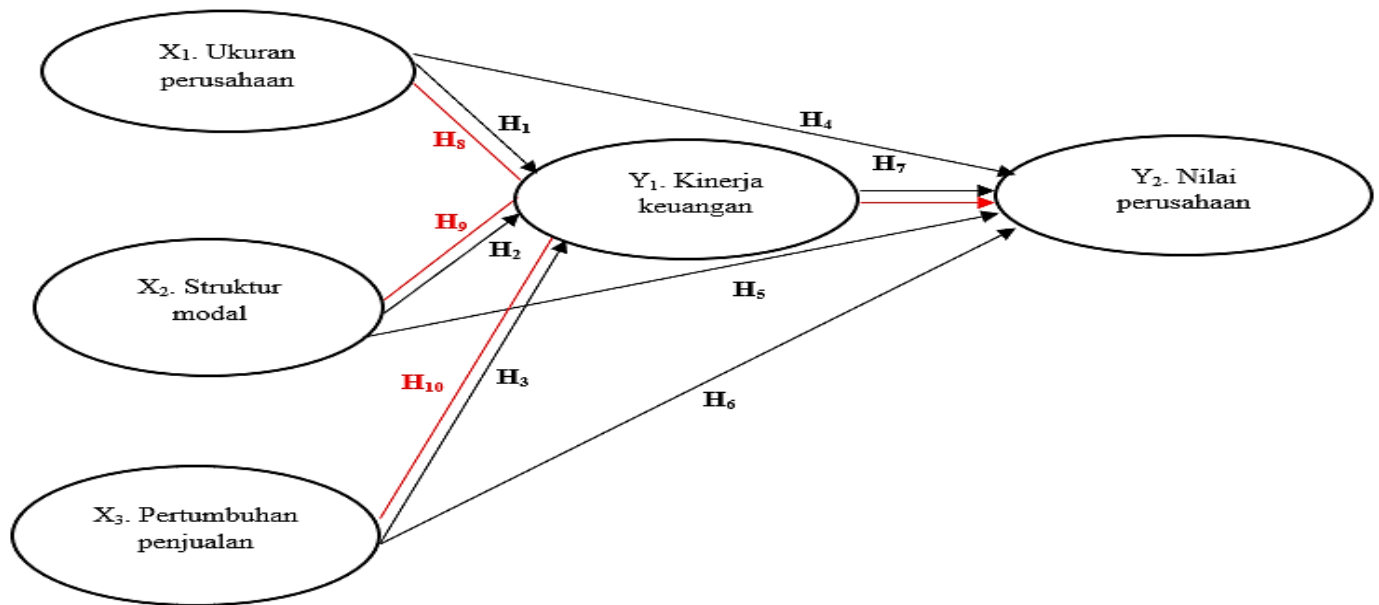 X₁. Ukuran
perusahaan
H₁
H₈
H₄
Y₁. Kinerja
keuangan
H₇
Y₂. Nilai
perusahaan
H₉
H₂
X₂. Struktur
modal
H₅
H₁₀
H₃
H₆
X₃. Pertumbuhan
penjualan